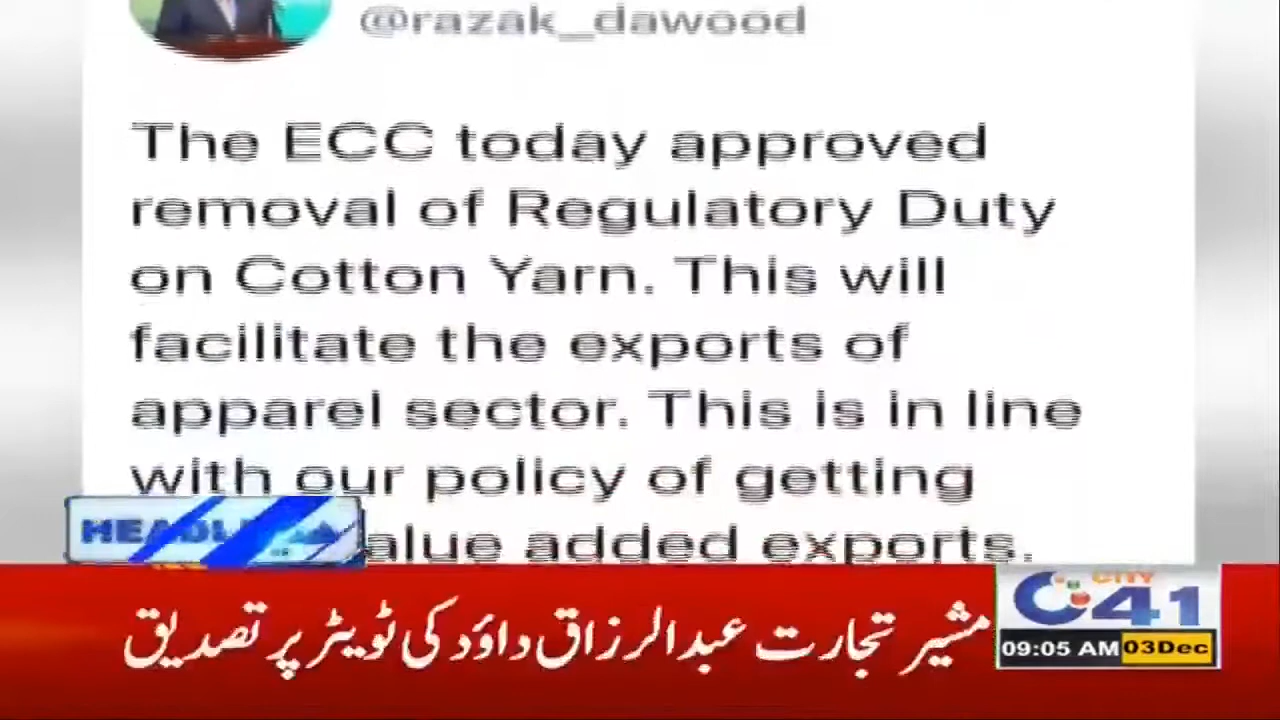 @razak_dawood
The ECC today approved
removal of Regulatory Duty
on Cotton Yarn. This will
facilitate the exports of
apparel sector. This is in line
with our policy of getting
alue added exports.
مشیر تجارت عبدالرزاق داؤد کی ٹویٹر پر تصدیق
CITY
41
09:05 AM 03Dec